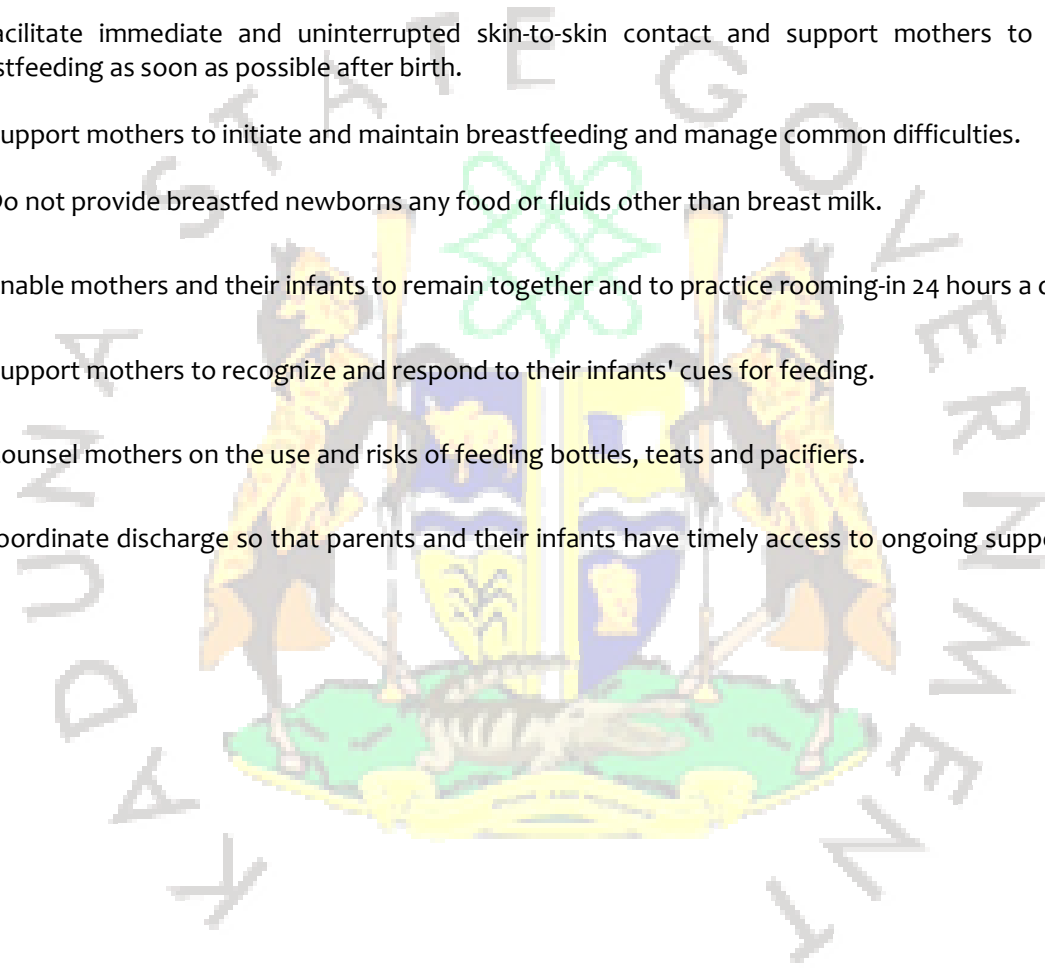 acilitate immediate and uninterrupted skin-to-skin contact and support mothers to
stfeeding as soon as possible after birth.
upport mothers to initiate and maintain breastfeeding and manage common difficulties.
Do not provide breastfed newborns any food or fluids other than breast milk.
nable mothers and their infants to remain together and to practice rooming-in 24 hours a d
upport mothers to recognize and respond to their infants' cues for feeding.
ounsel mothers on the use and risks of feeding bottles, teats and pacifiers.
oordinate discharge so that parents and their infants have timely access to ongoing suppo
KADUNA STATE GOVERNMENT